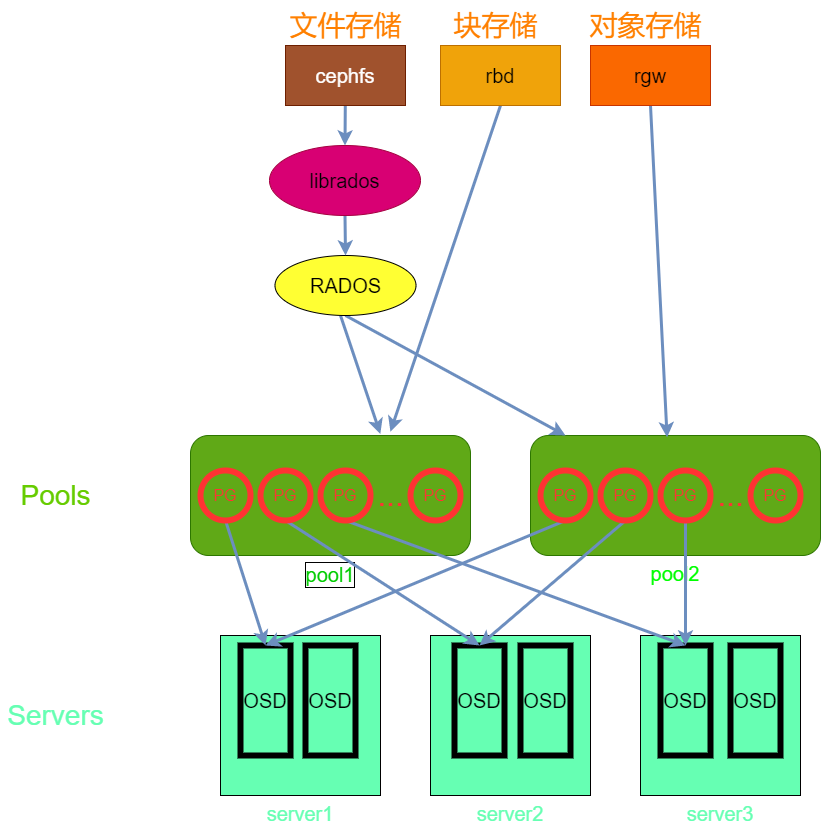 文件存储 块存储 对象存储
cephfs rbd rgw
librados
RADOS
Pools
PG PG PG ... PG PG PG PG ... PG
pool1 pool2
Servers
OSD OSD OSD OSD OSD OSD
server1 server2 server3